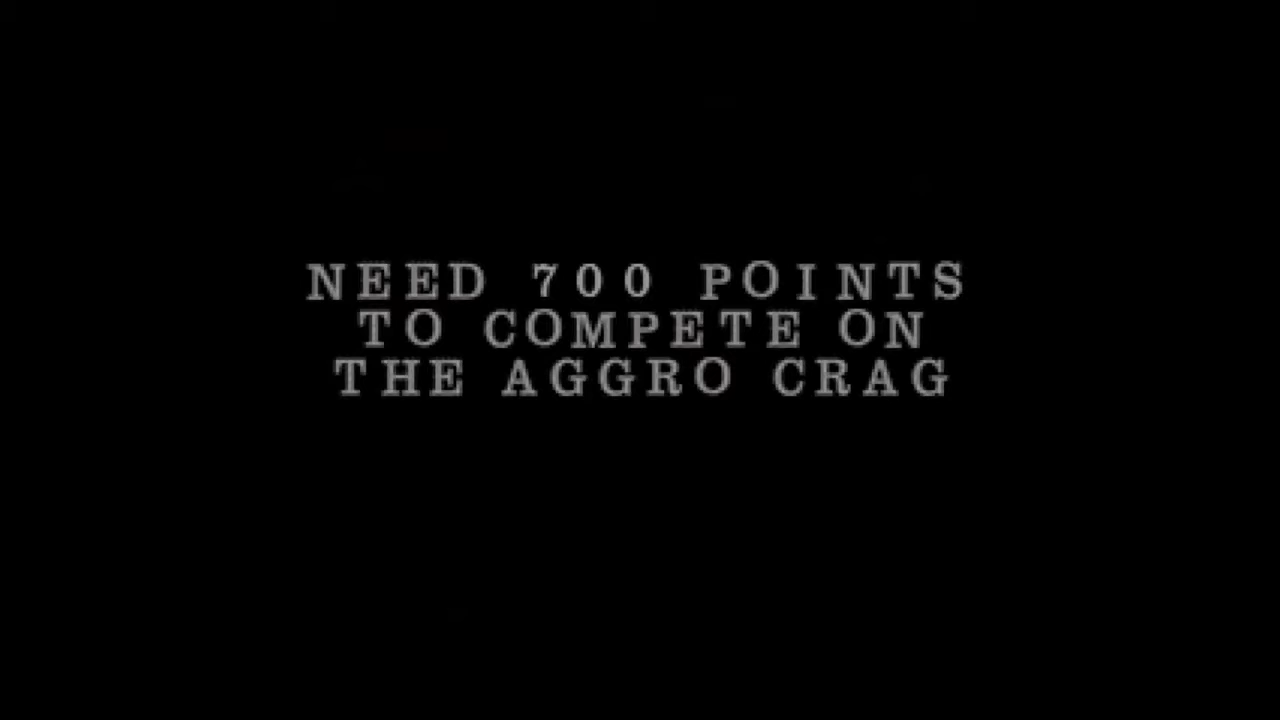 NEED 700 POINTS
TO COMPETE ON
THE AGGRO CRAG